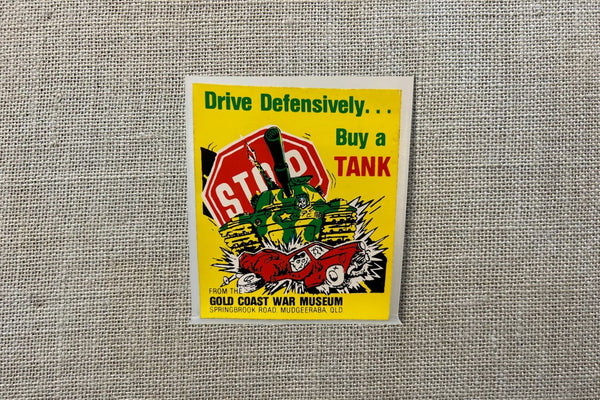 Drive Defensively...
Buy a
TANK
STOP
FROM THE
GOLD COAST WAR MUSEUM
SPRINGBROOK ROAD. MUDGEERABA, QLD